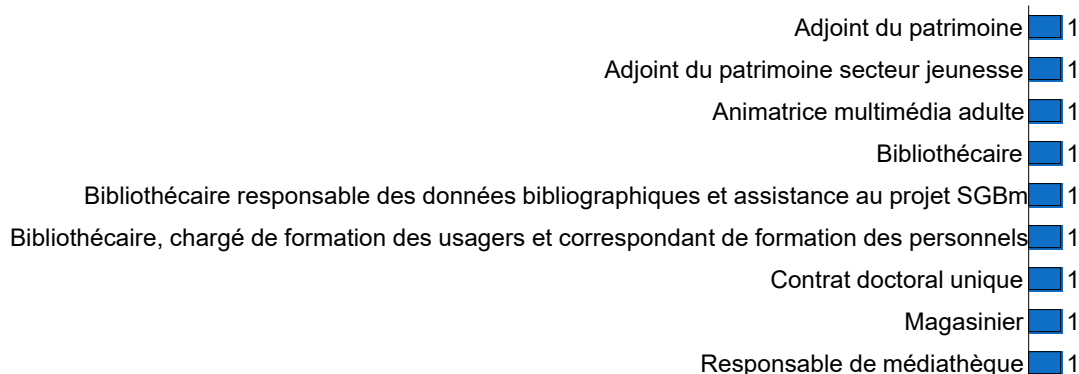 Adjoint du patrimoine 1
Adjoint du patrimoine secteur jeunesse 1
Animatrice multimédia adulte 1
Bibliothécaire 1
Bibliothécaire responsable des données bibliographiques et assistance au projet SGBm 1
Bibliothécaire, chargé de formation des usagers et correspondant de formation des personnels 1
Contrat doctoral unique 1
Magasinier 1
Responsable de médiathèque 1